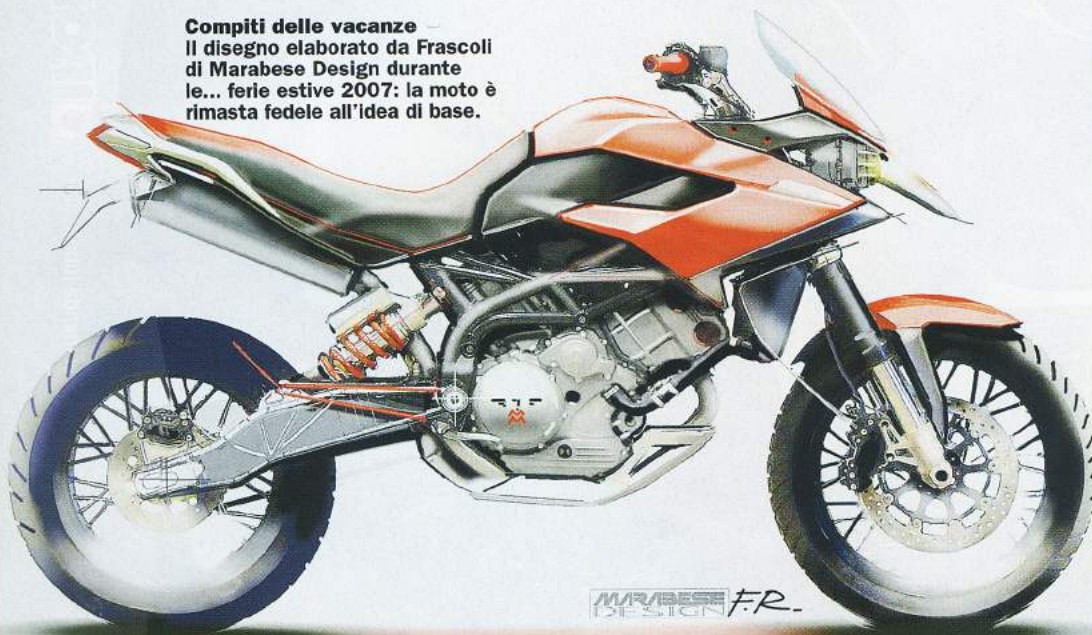 Compiti delle vacanze
Il disegno elaborato da Frascoli
di Marabese Design durante
le... ferie estive 2007: la moto è
rimasta fedele all'idea di base.
MARABESE
DESIGN F.R.